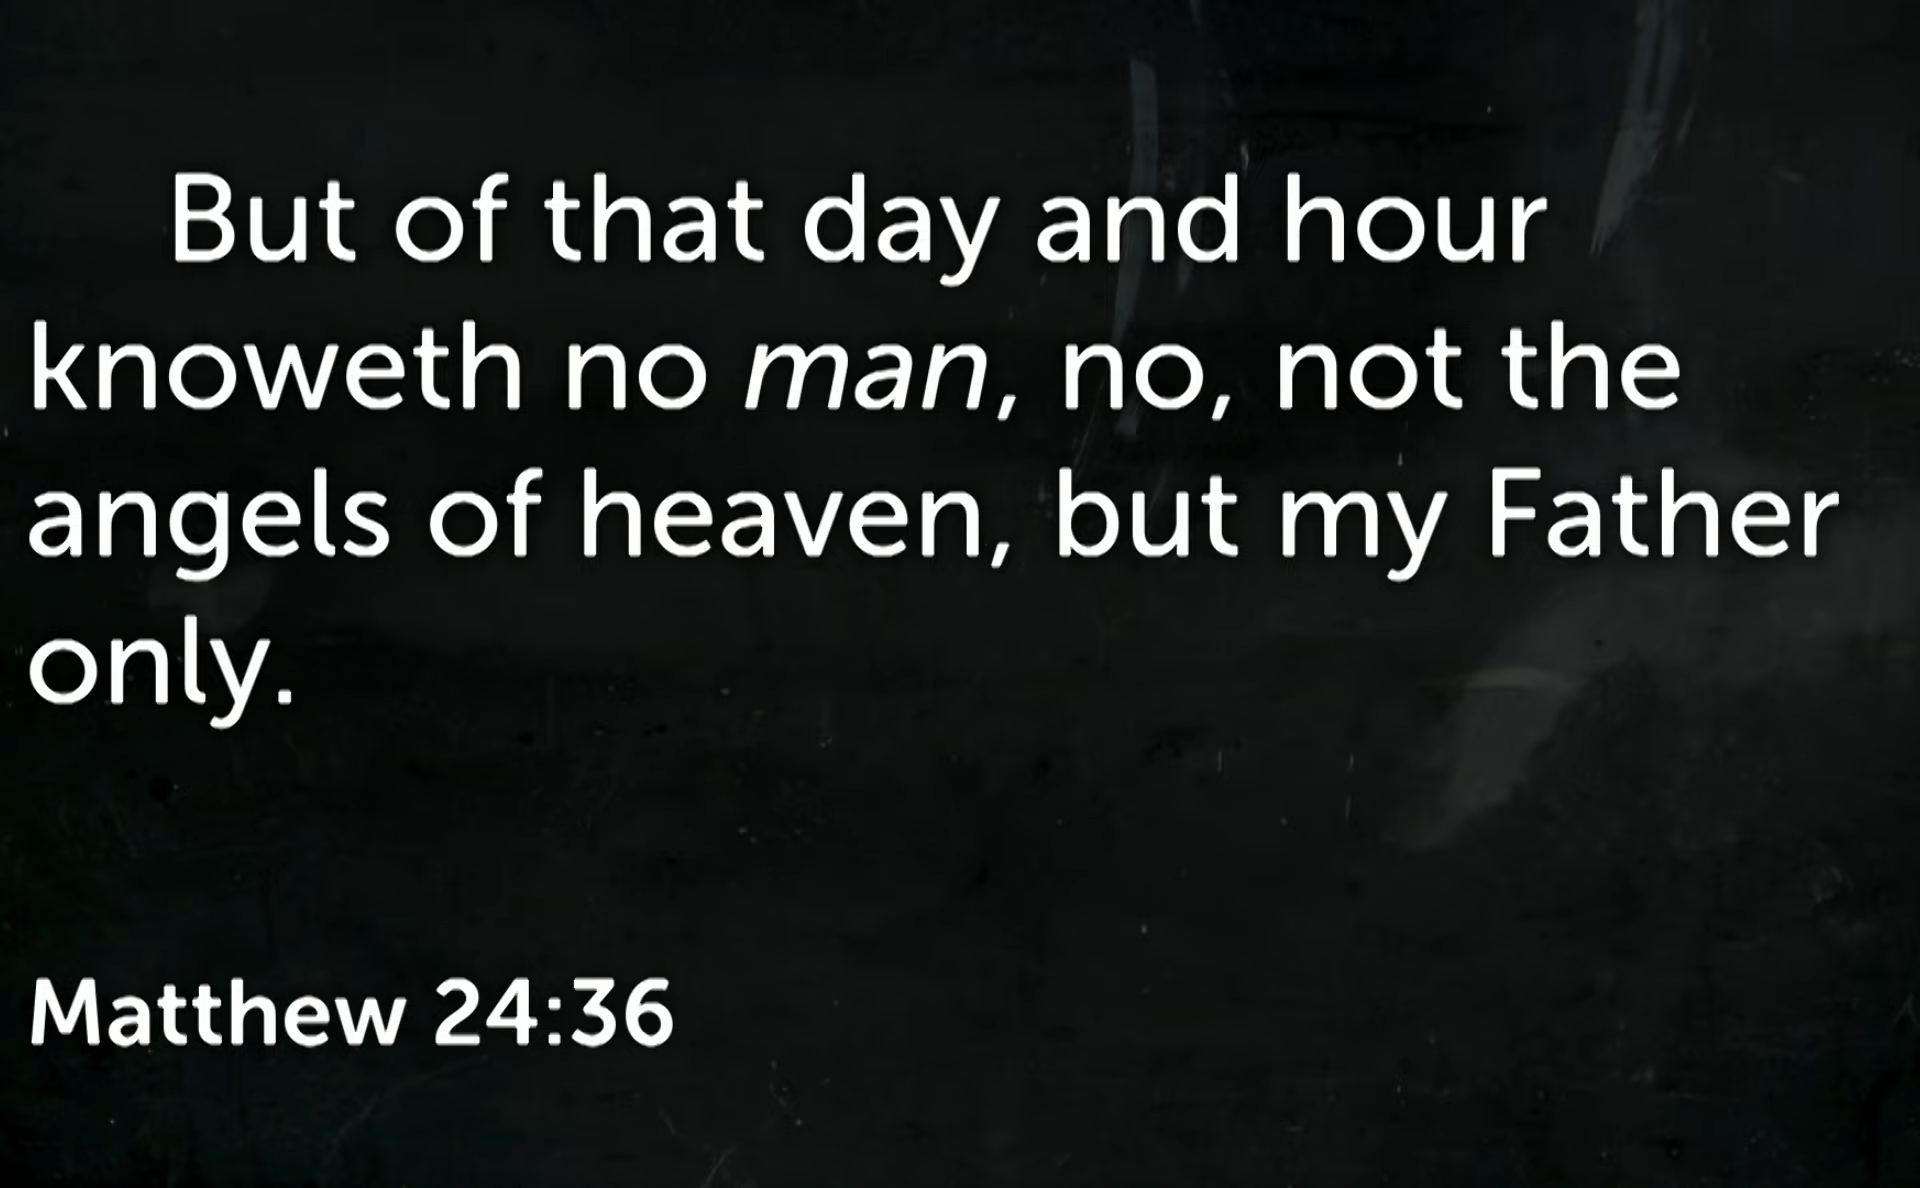 But of that day and hour
knoweth no man, no, not the
angels of heaven, but my Father
only.
Matthew 24:36